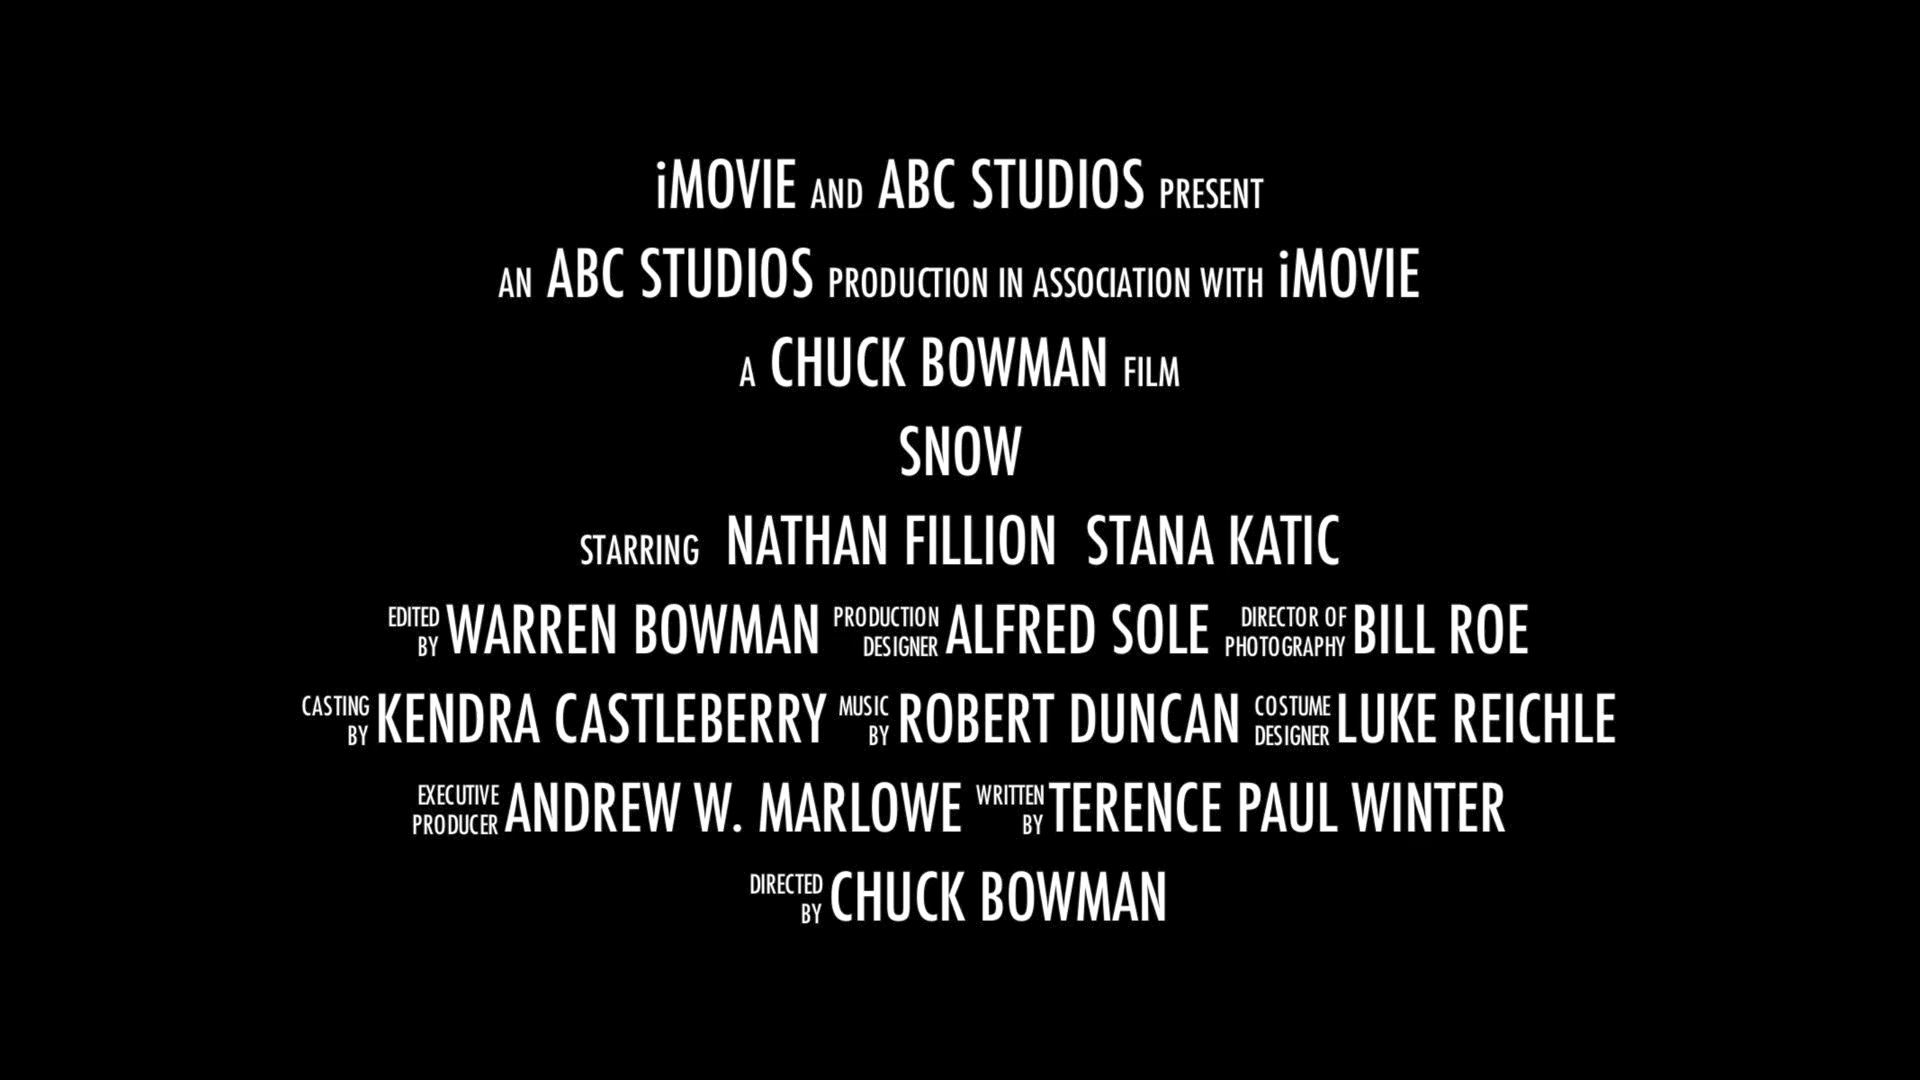 iMOVIE AND ABC STUDIOS PRESENT
AN ABC STUDIOS PRODUCTION IN ASSOCIATION WITH iMOVIE
A CHUCK BOWMAN FILM
SNOW
STARRING NATHAN FILLION STANA KATIC
EDITED BY WARREN BOWMAN PRODUCTION DESIGNER ALFRED SOLE DIRECTOR OF PHOTOGRAPHY BILL ROE
CASTING BY KENDRA CASTLEBERRY MUSIC BY ROBERT DUNCAN COSTUME DESIGNER LUKE REICHLE
EXECUTIVE PRODUCER ANDREW W. MARLOWE WRITTEN BY TERENCE PAUL WINTER
DIRECTED BY CHUCK BOWMAN